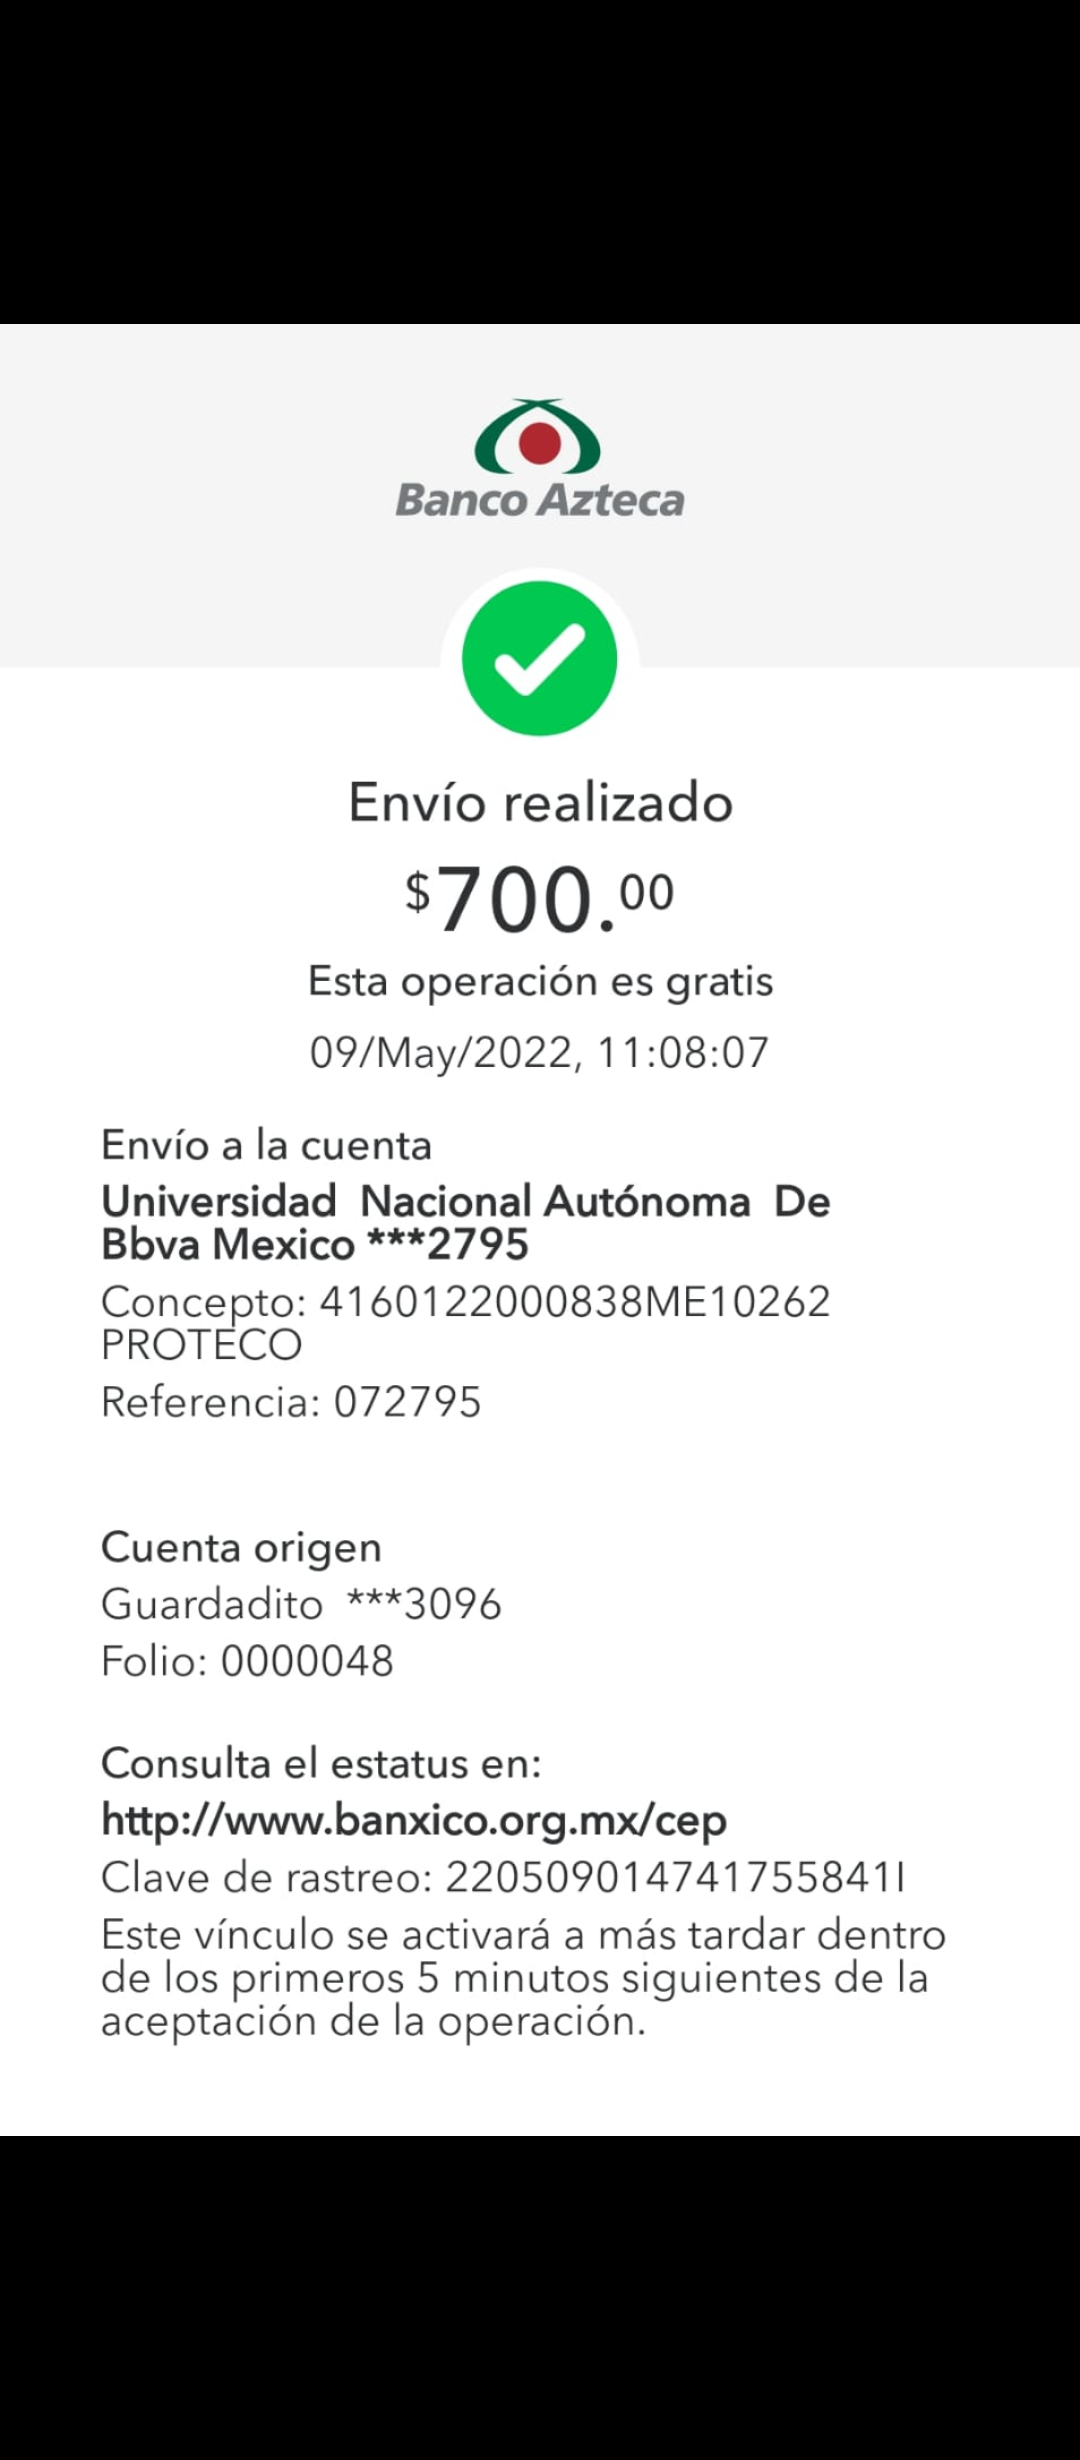 Banco Azteca
Envío realizado
$700.00
Esta operación es gratis
09/May/2022, 11:08:07
Envío a la cuenta
Universidad Nacional Autónoma De
Bbva Mexico ***2795
Concepto: 4160122000838ME10262
PROTECO
Referencia: 072795
Cuenta origen
Guardadito ***3096
Folio: 0000048
Consulta el estatus en:
http://www.banxico.org.mx/cep
Clave de rastreo: 220509014741755841I
Este vínculo se activará a más tardar dentro
de los primeros 5 minutos siguientes de la
aceptación de la operación.